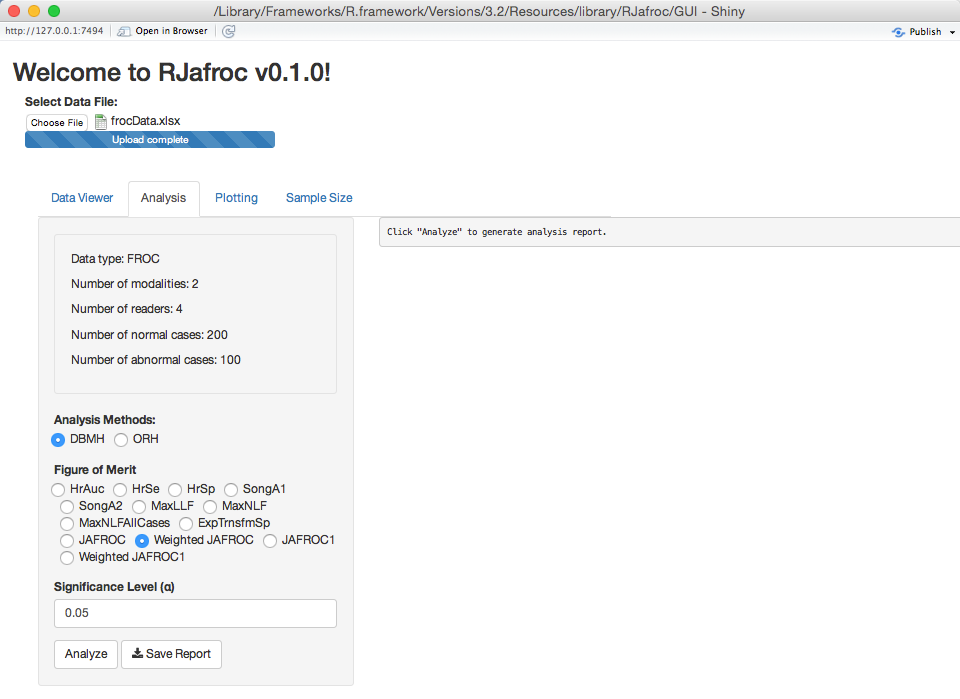 /Library/Frameworks/R.framework/Versions/3.2/Resources/library/RJafroc/GUI - Shiny
http://127.0.0.1:7494 Open in Browser Publish
Welcome to RJafroc v0.1.0!
Select Data File:
Choose File frocData.xlsx
Upload complete
Data Viewer Analysis Plotting Sample Size
Click "Analyze" to generate analysis report.
Data type: FROC
Number of modalities: 2
Number of readers: 4
Number of normal cases: 200
Number of abnormal cases: 100
Analysis Methods:
DBMH ORH
Figure of Merit
HrAuc HrSe HrSp SongA1
SongA2 MaxLLF MaxNLF
MaxNLFAllCases ExpTrnsfmSp
JAFROC Weighted JAFROC JAFROC1
Weighted JAFROC1
Significance Level (α)
0.05
Analyze Save Report